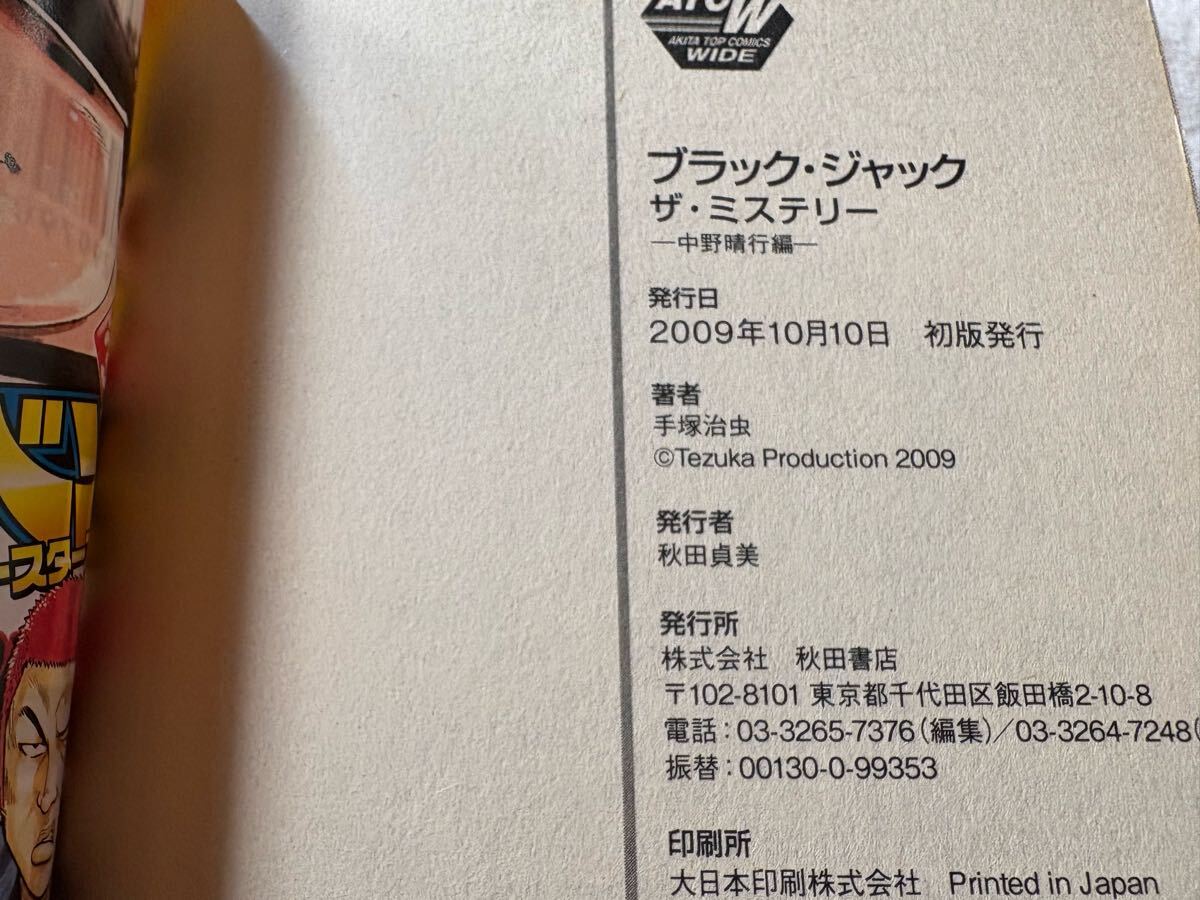 ATCW
AKITA TOP COMICS
WIDE
ブラック・ジャック
ザ・ミステリー
―中野晴行編―
発行日
2009年10月10日　初版発行
著者
手塚治虫
©Tezuka Production 2009
発行者
秋田貞美
発行所
株式会社　秋田書店
〒102-8101 東京都千代田区飯田橋2-10-8
電話：03-3265-7376（編集）/03-3264-7248（
振替：00130-0-99353
印刷所
大日本印刷株式会社　Printed in Japan
ースター